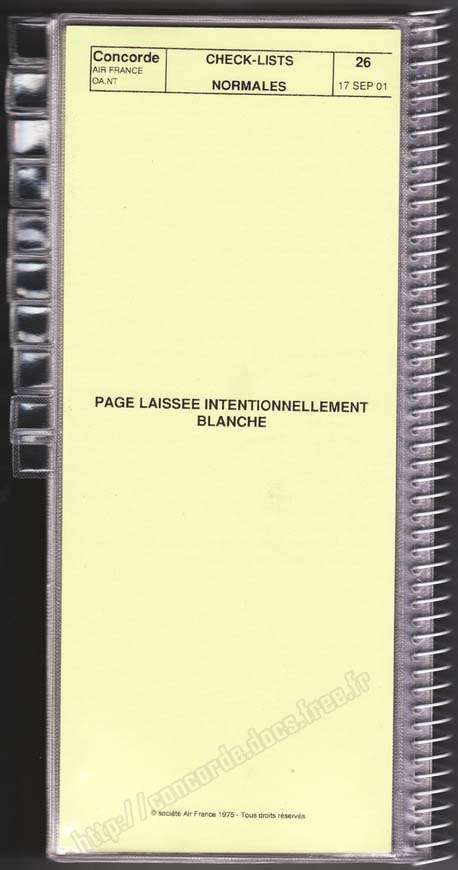 Concorde
AIR FRANCE
OA.NT
CHECK-LISTS
NORMALES
26
17 SEP 01
PAGE LAISSEE INTENTIONNELLEMENT
BLANCHE
http://concorde.docs.free.fr
© société Air France 1975 - Tous droits réservés